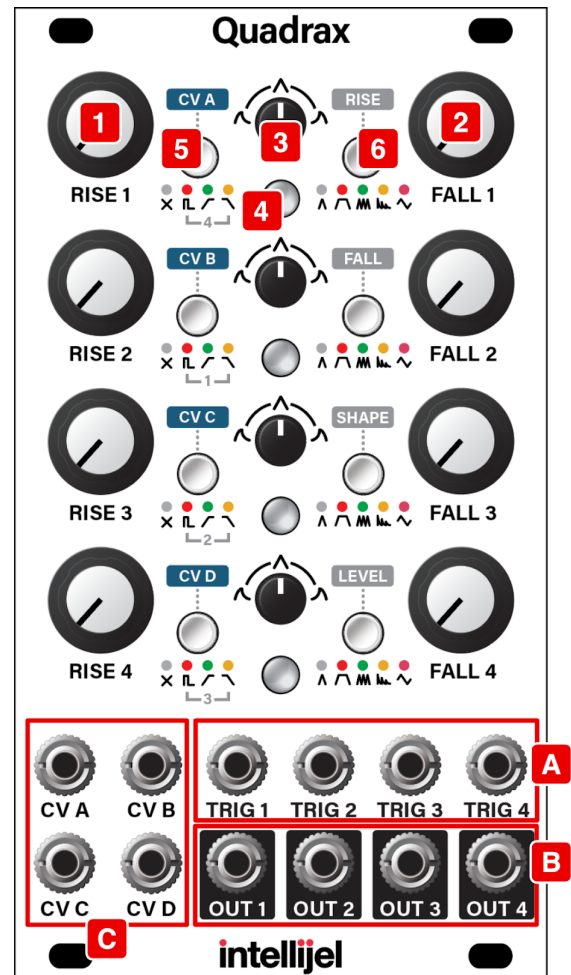 Quadrax
CV A RISE
1 5 3 6 2
RISE 1 FALL 1
4
4
CV B FALL
RISE 2 FALL 2
1
CV C SHAPE
RISE 3 FALL 3
2
CV D LEVEL
RISE 4 FALL 4
3
A
CV A CV B TRIG 1 TRIG 2 TRIG 3 TRIG 4
B
CV C CV D OUT 1 OUT 2 OUT 3 OUT 4
C
intellijel